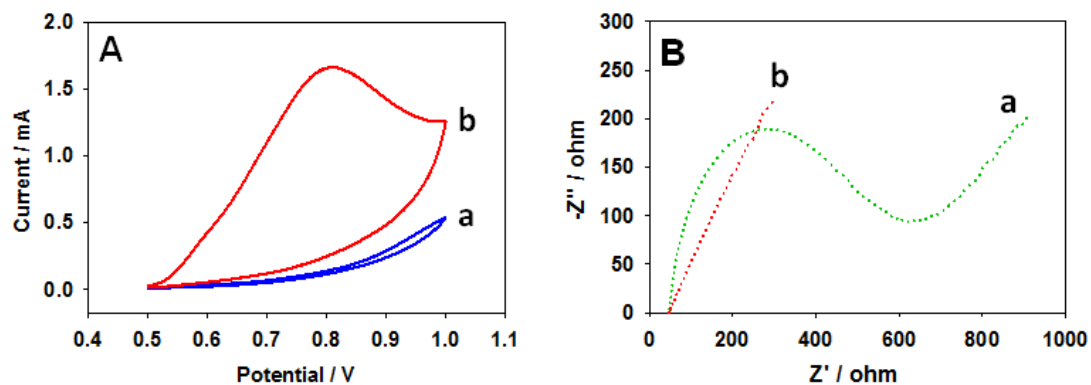 A
2.0
1.5
1.0
0.5
0.0
Current / mA
b
a
0.4 0.5 0.6 0.7 0.8 0.9 1.0 1.1
Potential / V
B
300
250
200
150
100
50
0
-Z" / ohm
b
a
0 200 400 600 800 1000
Z' / ohm